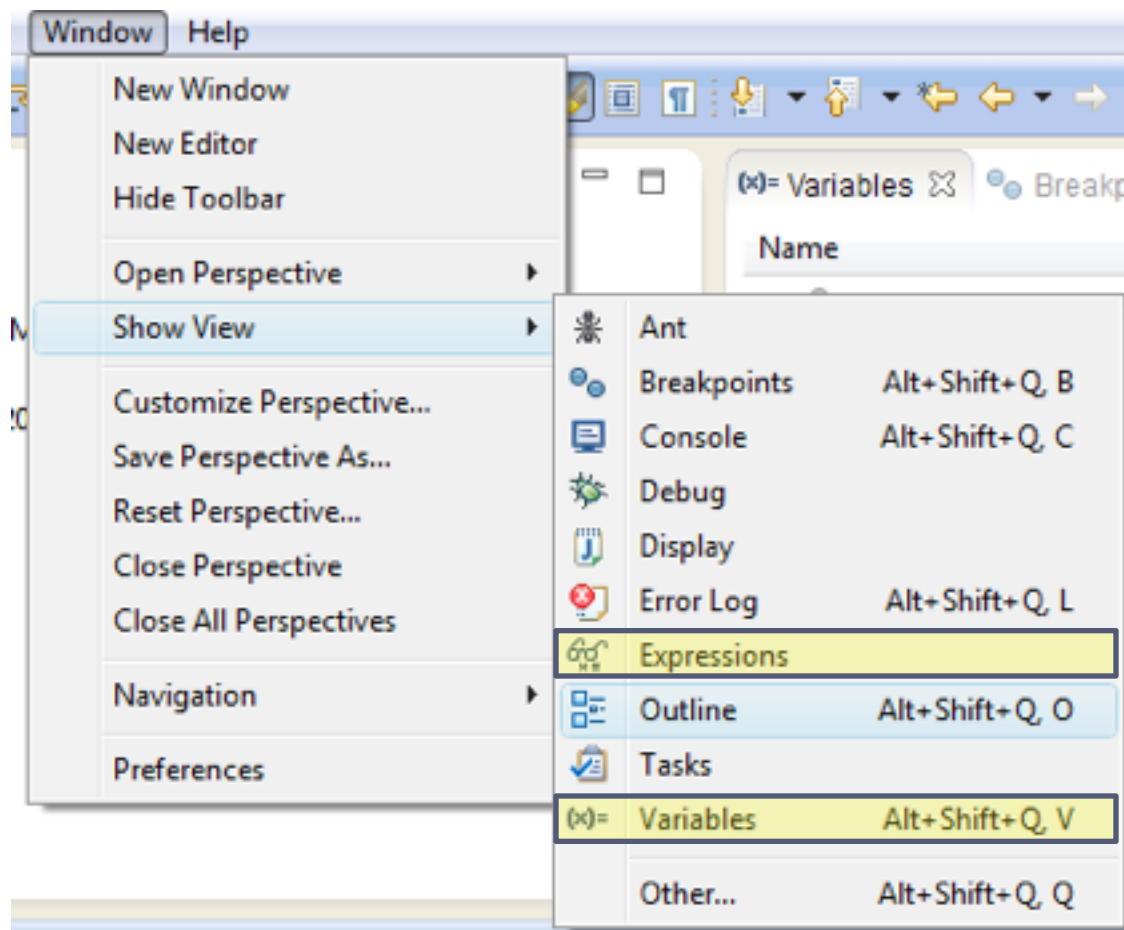 Window Help
New Window
New Editor
Hide Toolbar
(x)= Variables Breakp
Name
Open Perspective
Show View
Ant
Breakpoints Alt+Shift+Q, B
Customize Perspective...
Console Alt+Shift+Q, C
Save Perspective As...
Debug
Reset Perspective...
Display
Close Perspective
Error Log Alt+Shift+Q, L
Close All Perspectives
Expressions
Navigation
Outline Alt+Shift+Q, O
Tasks
Preferences
(x)= Variables Alt+Shift+Q, V
Other... Alt+Shift+Q, Q